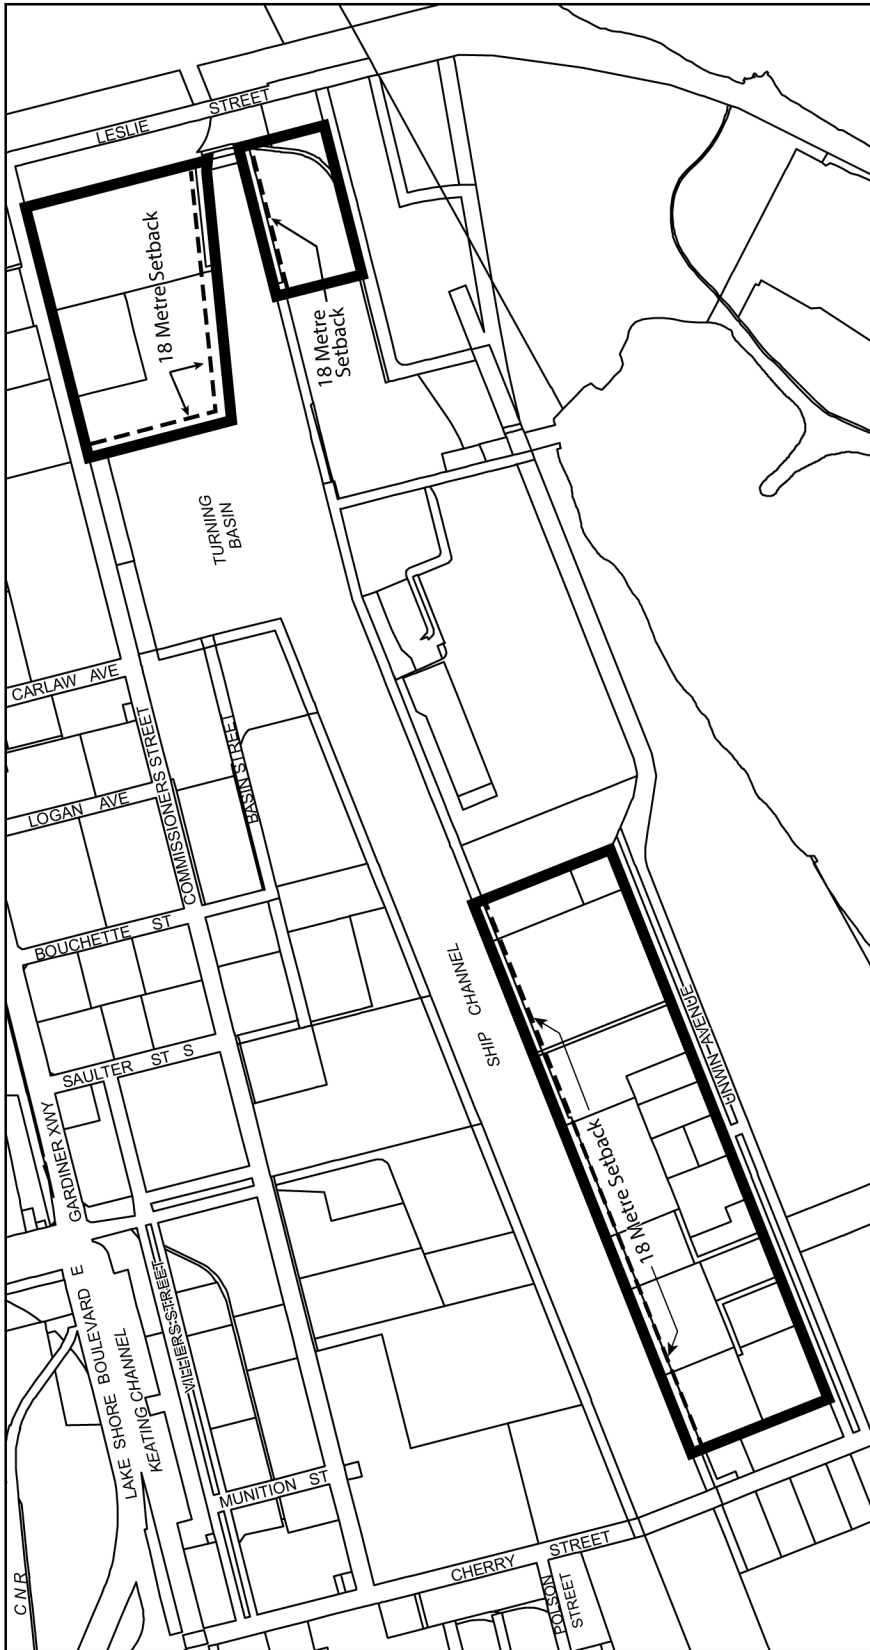 LESLIE STREET
18 Metre Setback
18 Metre
Setback
TURNING
BASIN
CARLAW AVE
COMMISSIONERS STREET
BASIN STREE
LOGAN AVE
BOUCHETTE ST
SHIP CHANNEL
SAULTER ST S
UNWIN AVENUE
GARDINER XWY
18 Metre Setback
LAKE SHORE BOULEVARD E
KEATING CHANNEL
VILLIERS STREET
MUNITION ST
CHERRY STREET
POLSON
STREET
CNR